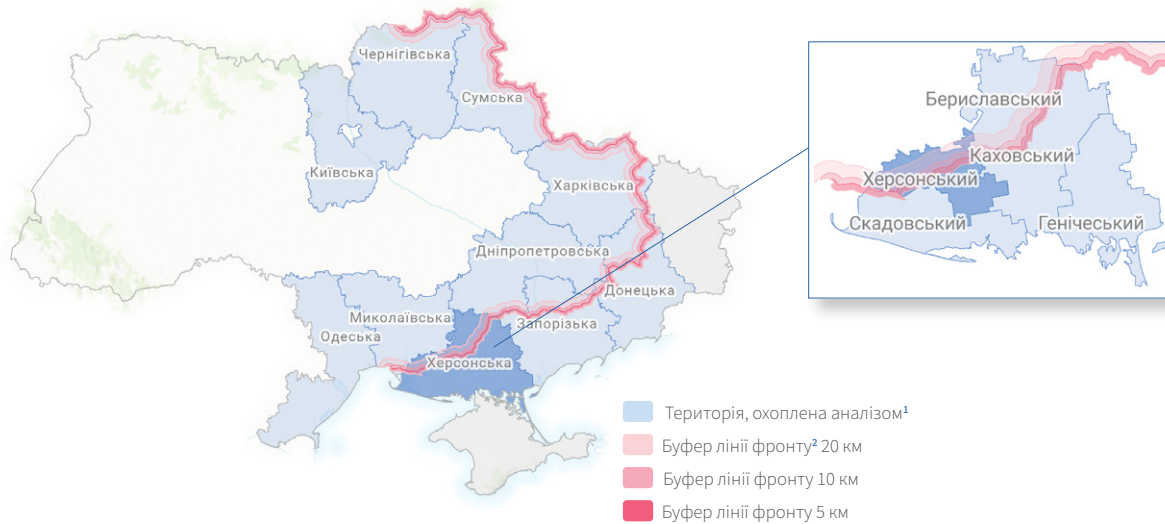 Чернігівська
Сумська
Київська
Харківська
Дніпропетровська
Донецька
Миколаївська
Запорізька
Одеська
Херсонська
Бериславський
Каховський
Херсонський
Скадовський
Генічеський
Територія, охоплена аналізом¹
Буфер лінії фронту² 20 км
Буфер лінії фронту 10 км
Буфер лінії фронту 5 км